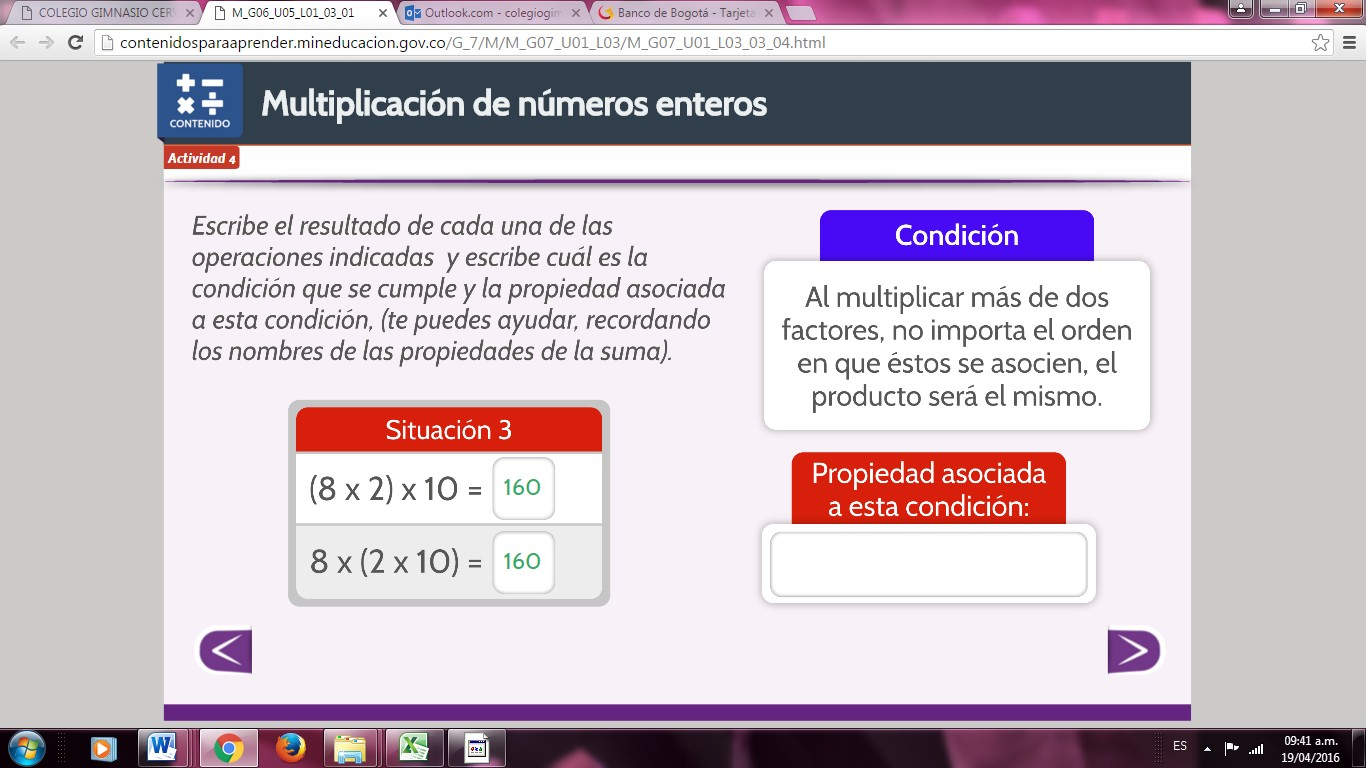 COLEGIO GIMNASIO CER
M_G06_U05_L01_03_01
Outlook.com - colegiogim
Banco de Bogotá - Tarjeta
contenidosparaaprender.mineducacion.gov.co/G_7/M/M_G07_U01_L03/M_G07_U01_L03_03_04.html
CONTENIDO
Multiplicación de números enteros
Actividad 4
Escribe el resultado de cada una de las
operaciones indicadas y escribe cuál es la
condición que se cumple y la propiedad asociada
a esta condición, (te puedes ayudar, recordando
los nombres de las propiedades de la suma).
Situación 3
(8 x 2) x 10 = 160
8 x (2 x 10) = 160
Condición
Al multiplicar más de dos
factores, no importa el orden
en que éstos se asocien, el
producto será el mismo.
Propiedad asociada
a esta condición:
<
>
ES
09:41 a.m.
19/04/2016